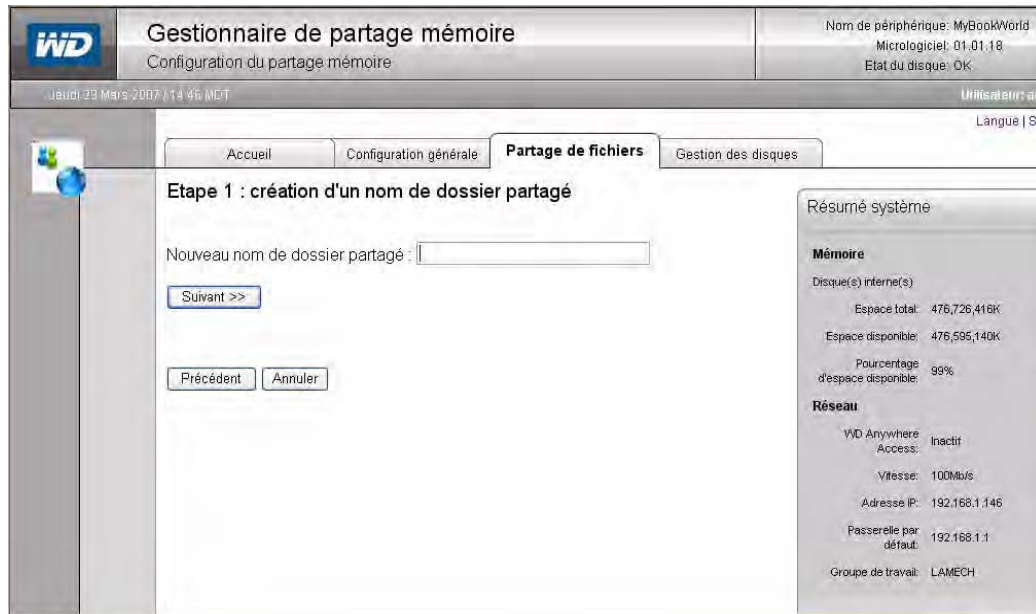 WD
Gestionnaire de partage mémoire
Configuration du partage mémoire
Nom de périphérique: MyBookWorld
Micrologiciel: 01.01.18
Etat du disque: OK
Jeudi 29 Mars 2007 / 14:46 MDT
Utilisateur: a
Langue | S
Accueil
Configuration générale
Partage de fichiers
Gestion des disques
Etape 1 : création d'un nom de dossier partagé
Nouveau nom de dossier partagé :
Suivant >>
Précédent
Annuler
Résumé système
Mémoire
Disque(s) interne(s)
Espace total: 476,726,416K
Espace disponible: 476,595,140K
Pourcentage
d'espace disponible: 99%
Réseau
WD Anywhere
Access: Inactif
Vitesse: 100Mb/s
Adresse IP: 192.168.1.146
Passerelle par
défaut: 192.168.1.1
Groupe de travail: LAMECH